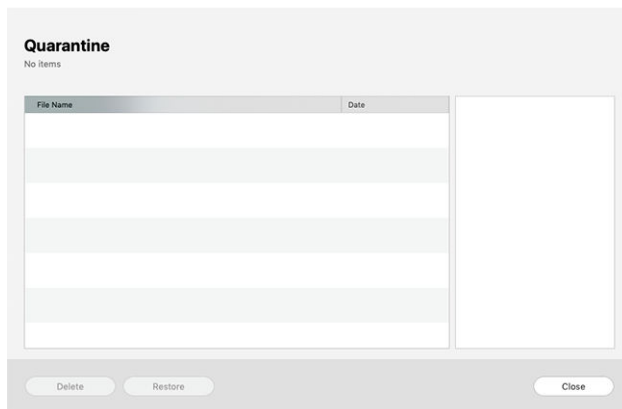 Quarantine
No items
File Name Date
Delete Restore Close